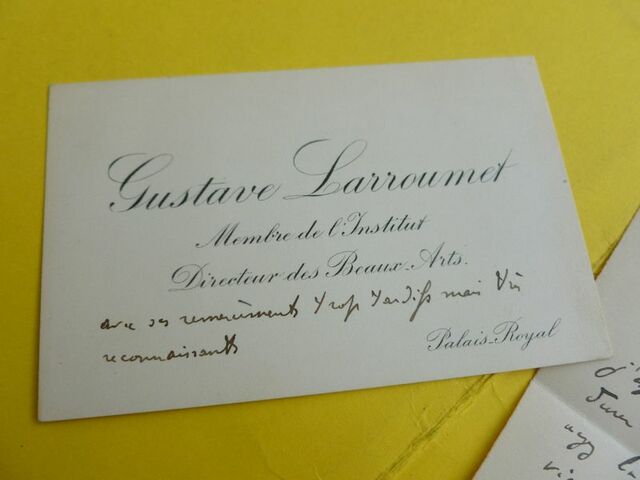 Gustave Larroumet
Membre de l'Institut
Directeur des Beaux-Arts.
avec ses remerciements trop tardifs mais très
reconnaissants
Palais-Royal